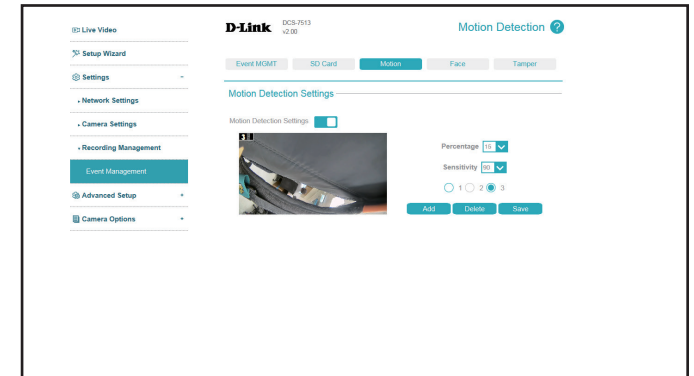 Live Video
Setup Wizard
Settings
Network Settings
Camera Settings
Recording Management
Event Management
Advanced Setup
Camera Options
D-Link DCS-7513
v2.00
Motion Detection ?
Event MGMT SD Card Motion Face Tamper
Motion Detection Settings
Motion Detection Settings
3
Percentage 15
Sensitivity 90
1 2 3
Add Delete Save